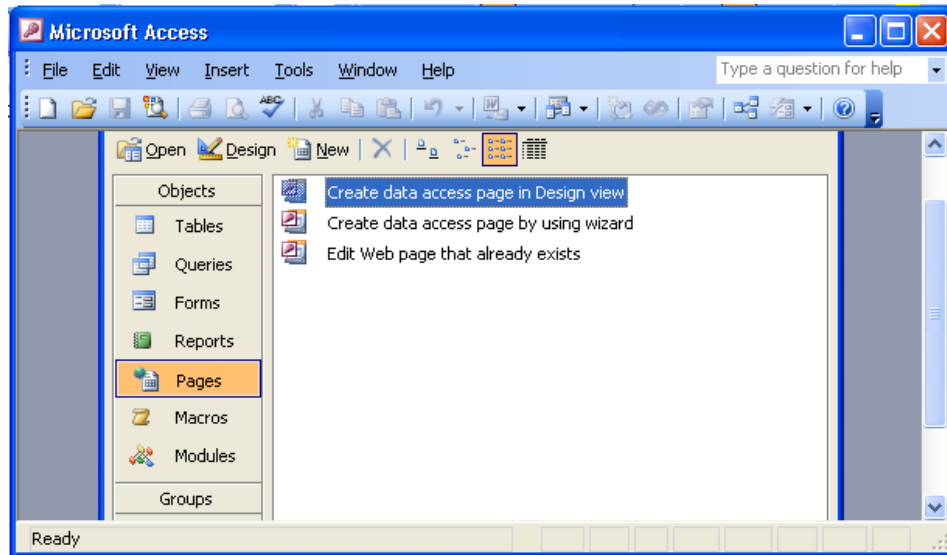 Microsoft Access
File Edit View Insert Tools Window Help Type a question for help
ABC W
Open Design New
Objects
Tables
Queries
Forms
Reports
Pages
Macros
Modules
Groups
Create data access page in Design view
Create data access page by using wizard
Edit Web page that already exists
Ready